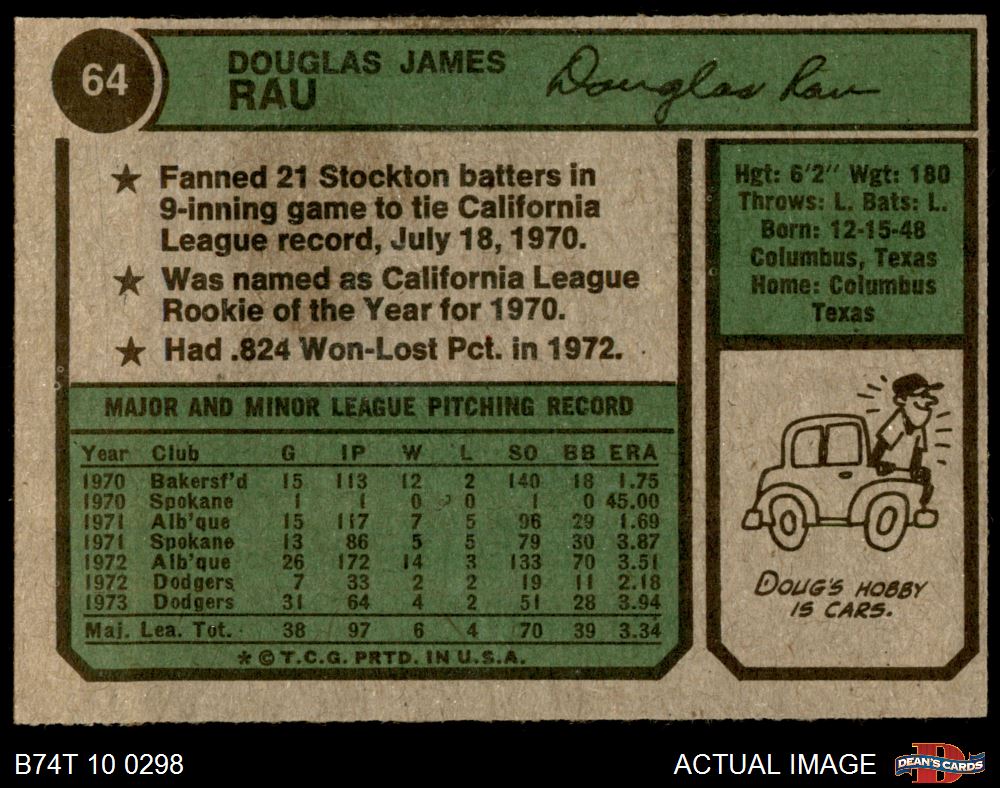 64
DOUGLAS JAMES
RAU
Douglas Rau
★ Fanned 21 Stockton batters in
9-inning game to tie California
League record, July 18, 1970.
★ Was named as California League
Rookie of the Year for 1970.
★ Had .824 Won-Lost Pct. in 1972.
MAJOR AND MINOR LEAGUE PITCHING RECORD
Year Club G IP W L SO BB ERA
1970 Bakersf'd 15 113 12 2 140 18 1.75
1970 Spokane 1 1 0 0 1 0 45.00
1971 Alb'que 15 117 7 5 96 29 1.69
1971 Spokane 13 86 5 5 79 30 3.87
1972 Alb'que 26 172 14 3 133 70 3.51
1972 Dodgers 7 33 2 2 19 11 2.18
1973 Dodgers 31 64 4 2 51 28 3.94
Maj. Lea. Tot. 38 97 6 4 70 39 3.34
* © T.C.G. PRTD. IN U.S.A.
Hgt: 6'2" Wgt: 180
Throws: L. Bats: L.
Born: 12-15-48
Columbus, Texas
Home: Columbus
Texas
DOUG'S HOBBY
IS CARS.
B74T 10 0298
ACTUAL IMAGE
DEAN'S CARDS